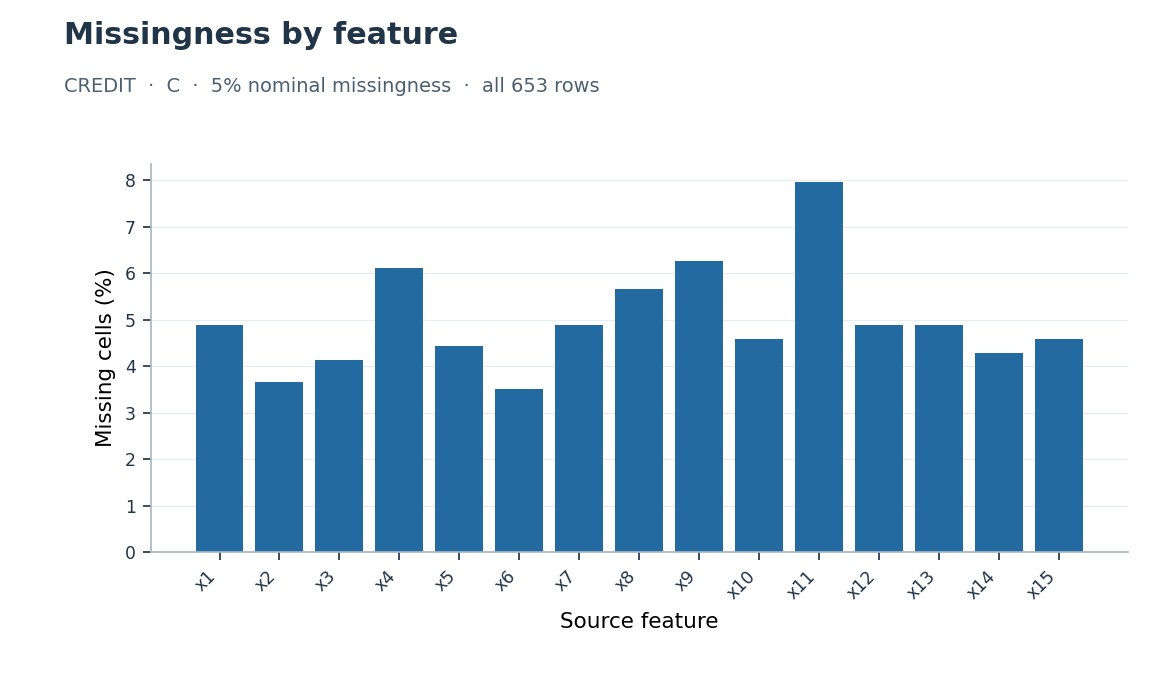 Missingness by feature
CREDIT · C · 5% nominal missingness · all 653 rows
8
7
6
5
4
3
2
1
0
Missing cells (%)
x1 x2 x3 x4 x5 x6 x7 x8 x9 x10 x11 x12 x13 x14 x15
Source feature